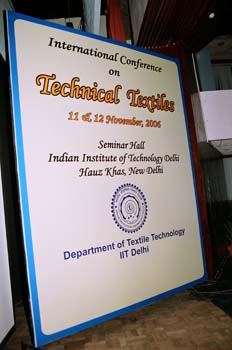 International Conference
on
Technical Textiles
11 & 12 November, 2006
Seminar Hall
Indian Institute of Technology Delhi
Hauz Khas, New Delhi
Department of Textile Technology
IIT Delhi